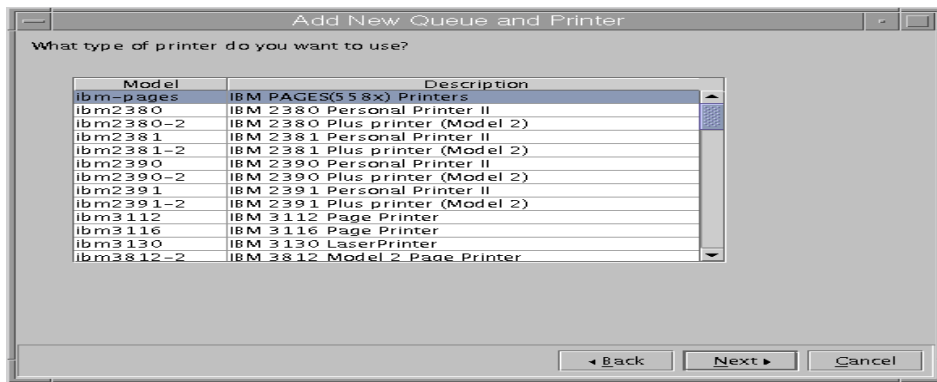 Add New Queue and Printer
What type of printer do you want to use?
Model Description
ibm-pages IBM PAGES(558x) Printers
ibm2380 IBM 2380 Personal Printer II
ibm2380-2 IBM 2380 Plus printer (Model 2)
ibm2381 IBM 2381 Personal Printer II
ibm2381-2 IBM 2381 Plus printer (Model 2)
ibm2390 IBM 2390 Personal Printer II
ibm2390-2 IBM 2390 Plus printer (Model 2)
ibm2391 IBM 2391 Personal Printer II
ibm2391-2 IBM 2391 Plus printer (Model 2)
ibm3112 IBM 3112 Page Printer
ibm3116 IBM 3116 Page Printer
ibm3130 IBM 3130 LaserPrinter
ibm3812-2 IBM 3812 Model 2 Page Printer
Back Next Cancel